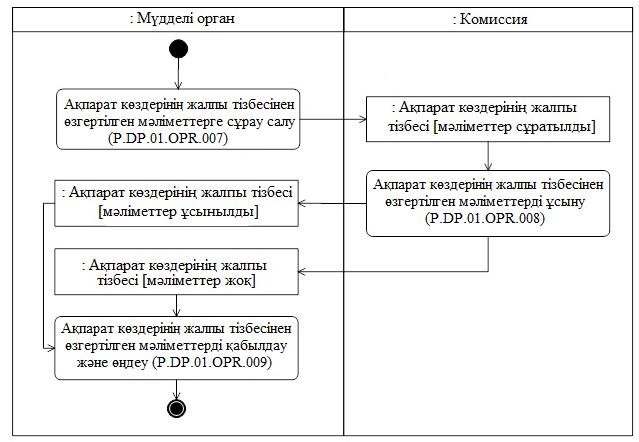 : Мүдделі орган
: Комиссия
Ақпарат көздерінің жалпы тізбесінен
өзгертілген мәліметтерге сұрау салу
(P.DP.01.OPR.007)
: Ақпарат көздерінің жалпы
тізбесі [мәліметтер сұратылды]
Ақпарат көздерінің жалпы тізбесінен
өзгертілген мәліметтерді ұсыну
(P.DP.01.OPR.008)
: Ақпарат көздерінің жалпы тізбесі
[мәліметтер ұсынылды]
: Ақпарат көздерінің жалпы
тізбесі [мәліметтер жоқ]
Ақпарат көздерінің жалпы тізбесінен
өзгертілген мәліметтерді қабылдау
және өңдеу (P.DP.01.OPR.009)